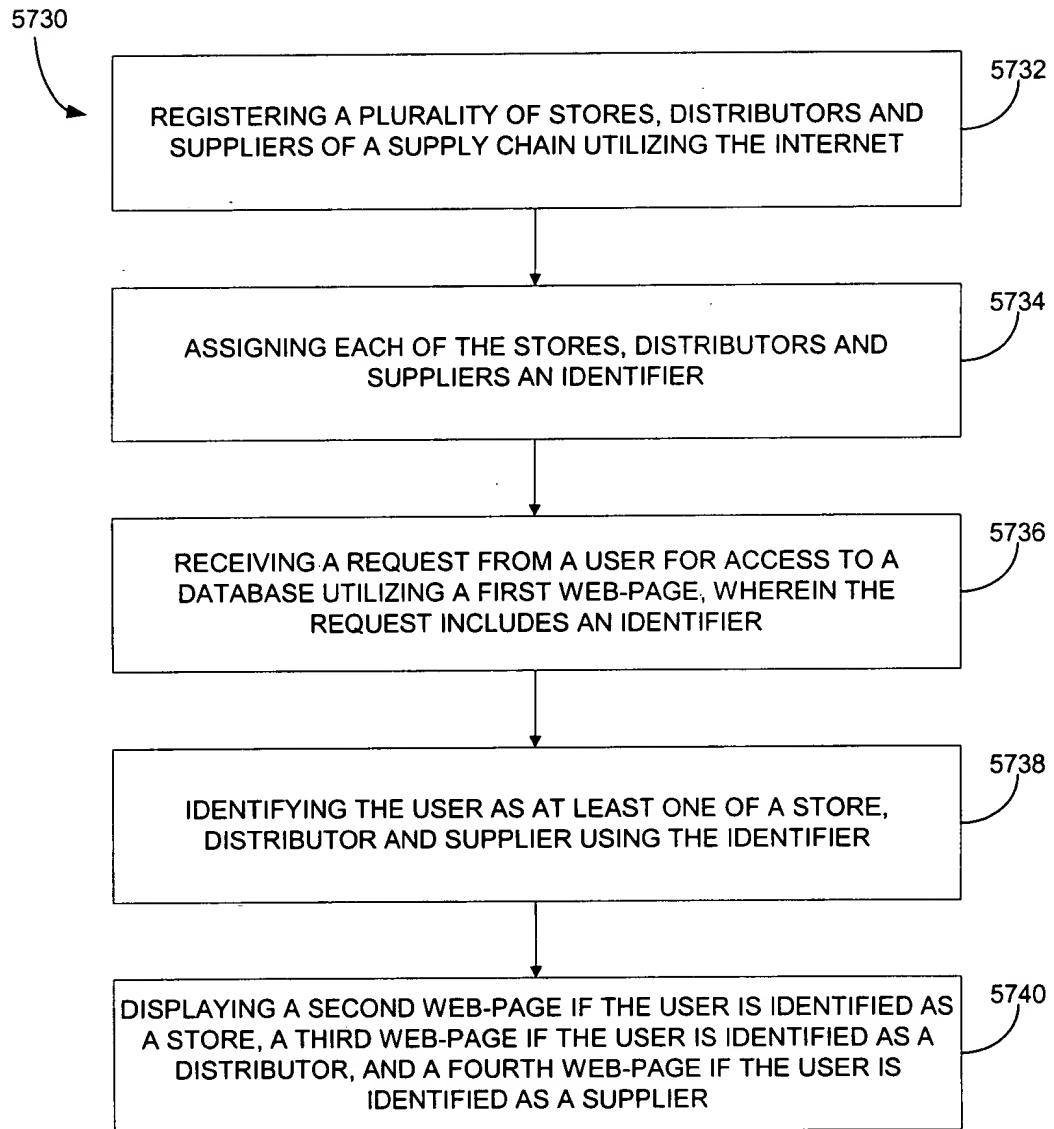 5730
5732
REGISTERING A PLURALITY OF STORES, DISTRIBUTORS AND
SUPPLIERS OF A SUPPLY CHAIN UTILIZING THE INTERNET
5734
ASSIGNING EACH OF THE STORES, DISTRIBUTORS AND
SUPPLIERS AN IDENTIFIER
5736
RECEIVING A REQUEST FROM A USER FOR ACCESS TO A
DATABASE UTILIZING A FIRST WEB-PAGE, WHEREIN THE
REQUEST INCLUDES AN IDENTIFIER
5738
IDENTIFYING THE USER AS AT LEAST ONE OF A STORE,
DISTRIBUTOR AND SUPPLIER USING THE IDENTIFIER
5740
DISPLAYING A SECOND WEB-PAGE IF THE USER IS IDENTIFIED AS
A STORE, A THIRD WEB-PAGE IF THE USER IS IDENTIFIED AS A
DISTRIBUTOR, AND A FOURTH WEB-PAGE IF THE USER IS
IDENTIFIED AS A SUPPLIER